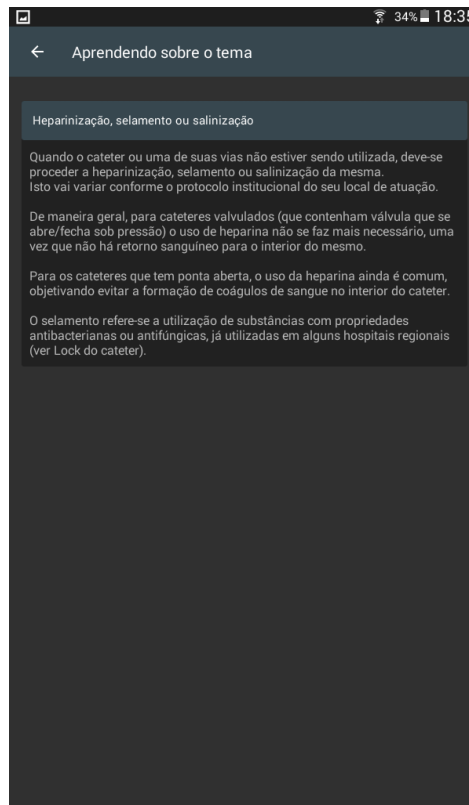 34% 18:35
Aprendendo sobre o tema
Heparinização, selamento ou salinização
Quando o cateter ou uma de suas vias não estiver sendo utilizada, deve-se
proceder a heparinização, selamento ou salinização da mesma.
Isto vai variar conforme o protocolo institucional do seu local de atuação.
De maneira geral, para cateteres valvulados (que contenham válvula que se
abre/fecha sob pressão) o uso de heparina não se faz mais necessário, uma
vez que não há retorno sanguíneo para o interior do mesmo.
Para os cateteres que tem ponta aberta, o uso da heparina ainda é comum,
objetivando evitar a formação de coágulos de sangue no interior do cateter.
O selamento refere-se a utilização de substâncias com propriedades
antibacterianas ou antifúngicas, já utilizadas em alguns hospitais regionais
(ver Lock do cateter).